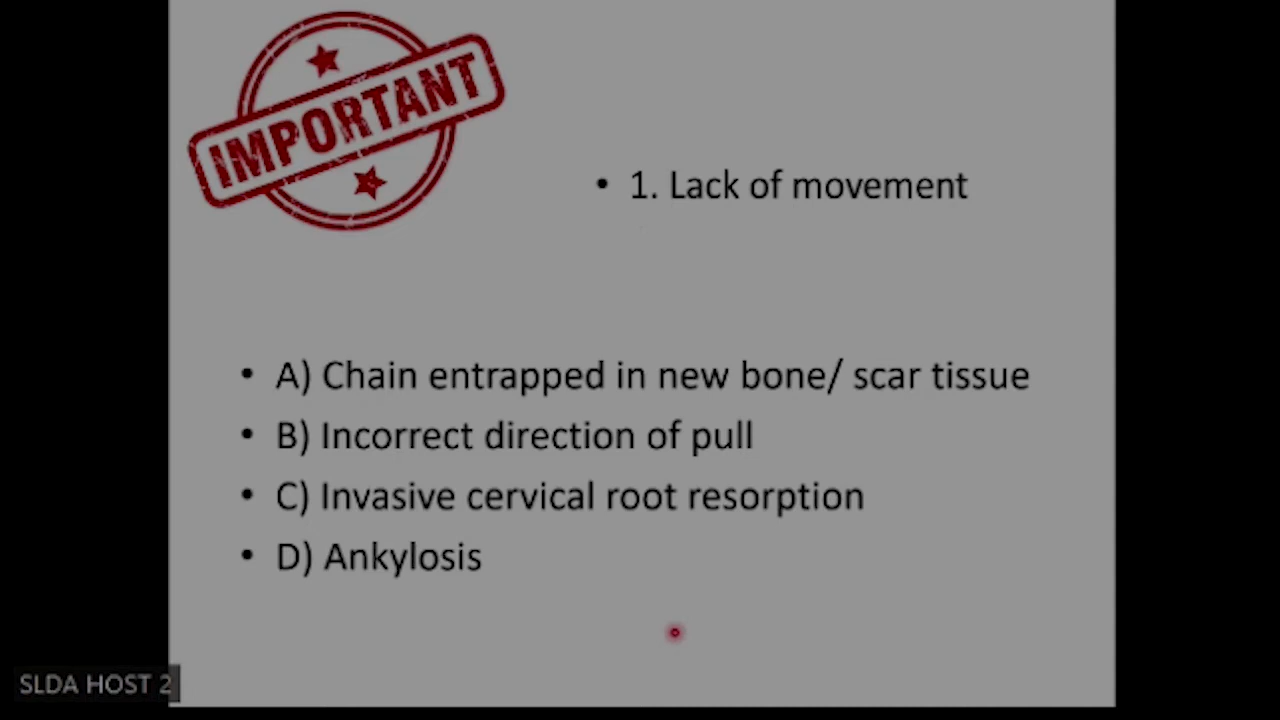 IMPORTANT
• 1. Lack of movement
• A) Chain entrapped in new bone/ scar tissue
• B) Incorrect direction of pull
• C) Invasive cervical root resorption
• D) Ankylosis
SLDA HOST 2